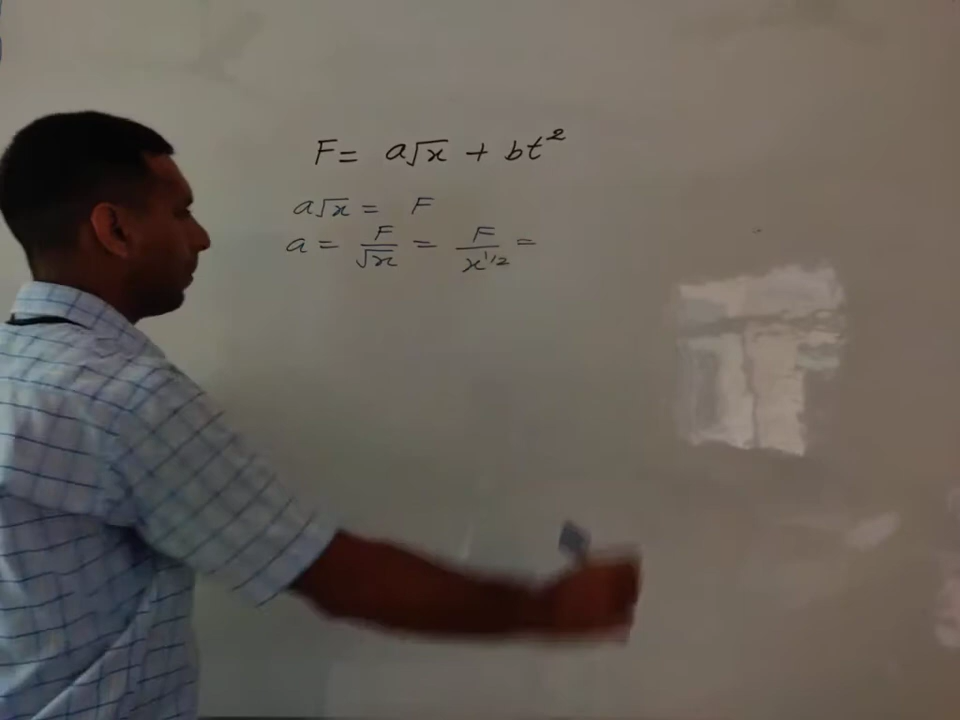 F = a√x + bt²
a√x = F
a = F/√x = F/x^1/2 =